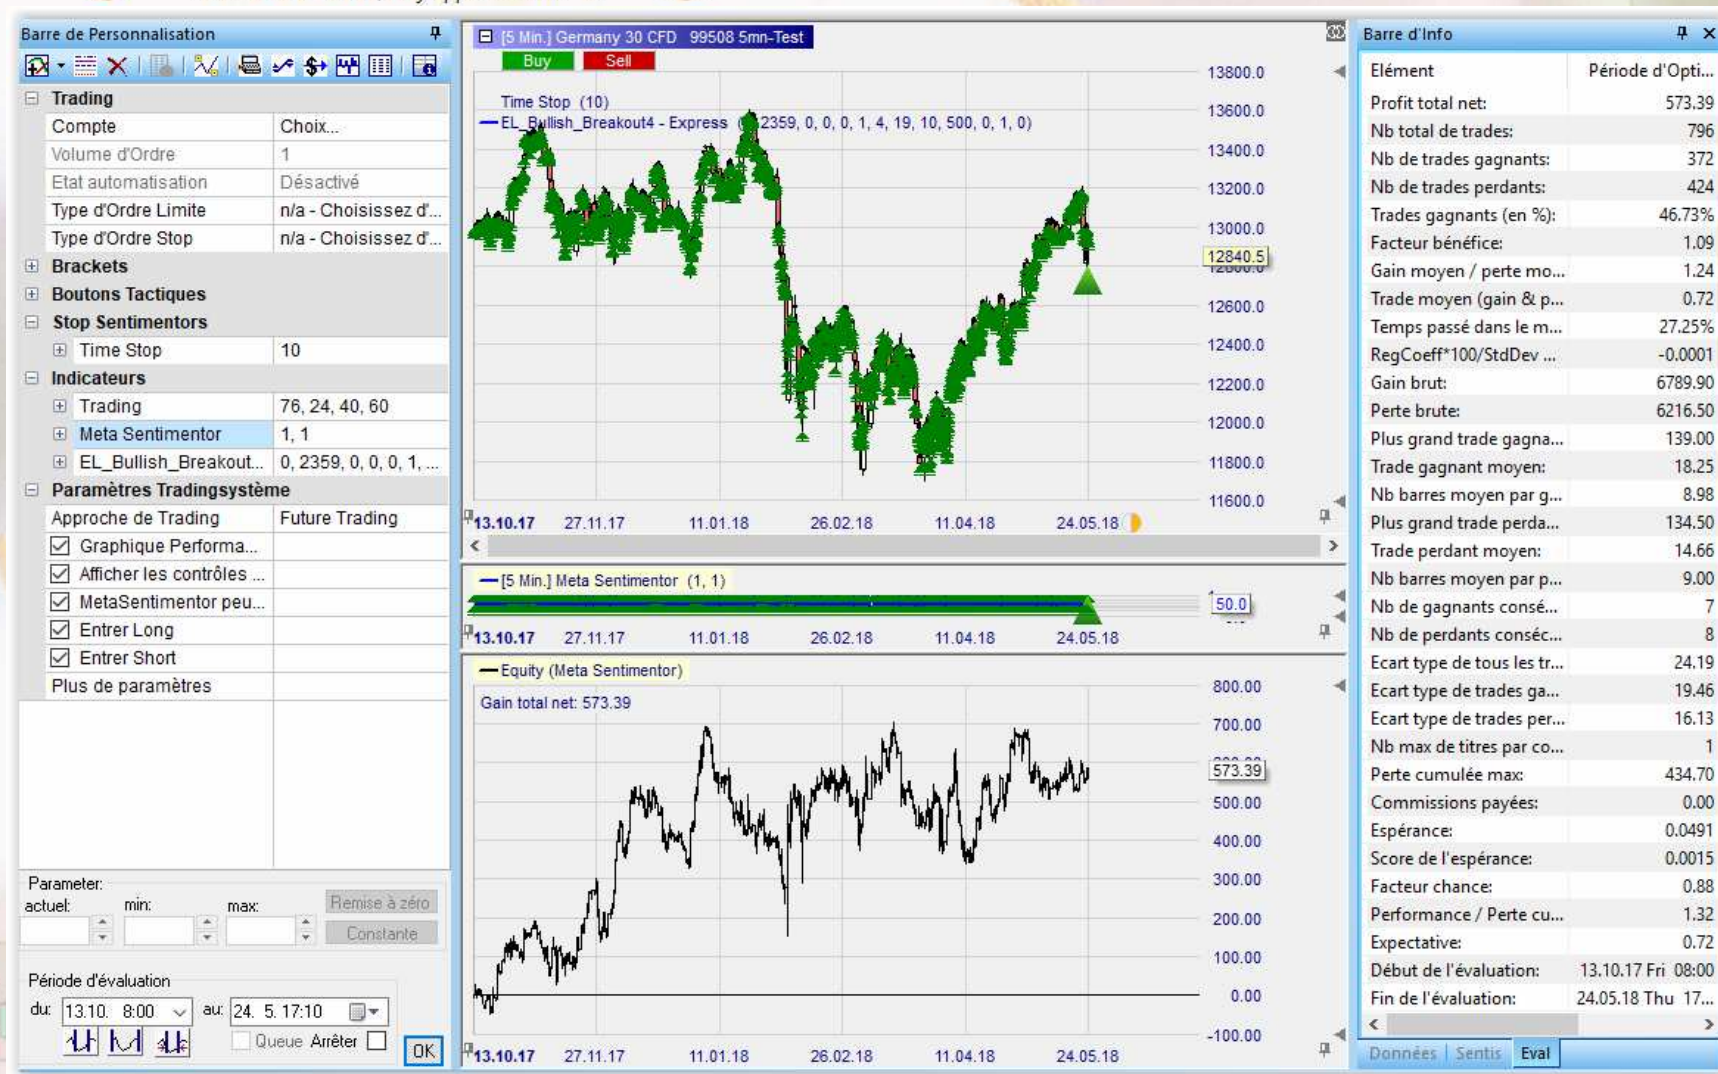 Barre de Personnalisation
Trading
Compte Choix...
Volume d'Ordre 1
Etat automatisation Désactivé
Type d'Ordre Limite n/a - Choisissez d'...
Type d'Ordre Stop n/a - Choisissez d'...
Brackets
Boutons Tactiques
Stop Sentimentors
Time Stop 10
Indicateurs
Trading 76, 24, 40, 60
Meta Sentimentor 1, 1
EL_Bullish_Breakout... 0, 2359, 0, 0, 0, 1, ...
Paramètres Tradingsystème
Approche de Trading Future Trading
Graphique Performa...
Afficher les contrôles ...
MetaSentimentor peu...
Entrer Long
Entrer Short
Plus de paramètres
Parameter:
actuel: min: max: Remise à zéro
Constante
Période d'évaluation
du: 13.10. 8:00 au: 24. 5. 17:10
Queue Arrêter OK
[5 Min.] Germany 30 CFD 99508 5mn-Test
Buy Sell
Time Stop (10)
EL_Bullish_Breakout4 - Express 2359, 0, 0, 0, 1, 4, 19, 10, 500, 0, 1, 0)
13800.0
13600.0
13400.0
13200.0
13000.0
12840.5
12600.0
12400.0
12200.0
12000.0
11800.0
11600.0
13.10.17 27.11.17 11.01.18 26.02.18 11.04.18 24.05.18
[5 Min.] Meta Sentimentor (1, 1)
50.0
13.10.17 27.11.17 11.01.18 26.02.18 11.04.18 24.05.18
Equity (Meta Sentimentor)
Gain total net: 573.39
800.00
700.00
573.39
500.00
400.00
300.00
200.00
100.00
0.00
-100.00
13.10.17 27.11.17 11.01.18 26.02.18 11.04.18 24.05.18
Barre d'Info
Elément Période d'Opti...
Profit total net: 573.39
Nb total de trades: 796
Nb de trades gagnants: 372
Nb de trades perdants: 424
Trades gagnants (en %): 46.73%
Facteur bénéfice: 1.09
Gain moyen / perte mo... 1.24
Trade moyen (gain & p... 0.72
Temps passé dans le m... 27.25%
RegCoeff*100/StdDev ... -0.0001
Gain brut: 6789.90
Perte brute: 6216.50
Plus grand trade gagna... 139.00
Trade gagnant moyen: 18.25
Nb barres moyen par g... 8.98
Plus grand trade perda... 134.50
Trade perdant moyen: 14.66
Nb barres moyen par p... 9.00
Nb de gagnants consé... 7
Nb de perdants conséc... 8
Ecart type de tous les tr... 24.19
Ecart type de trades ga... 19.46
Ecart type de trades per... 16.13
Nb max de titres par co... 1
Perte cumulée max: 434.70
Commissions payées: 0.00
Espérance: 0.0491
Score de l'espérance: 0.0015
Facteur chance: 0.88
Performance / Perte cu... 1.32
Expectative: 0.72
Début de l'évaluation: 13.10.17 Fri 08:00
Fin de l'évaluation: 24.05.18 Thu 17...
Données Sentis Eval